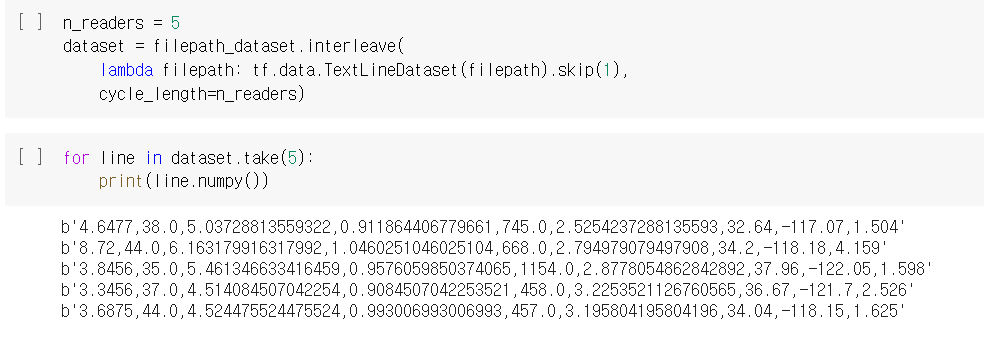 [ ] n_readers = 5
dataset = filepath_dataset.interleave(
    lambda filepath: tf.data.TextLineDataset(filepath).skip(1),
    cycle_length=n_readers)
[ ] for line in dataset.take(5):
    print(line.numpy())
b'4.6477,38.0,5.03728813559322,0.911864406779661,745.0,2.5254237288135593,32.64,-117.07,1.504'
b'8.72,44.0,6.163179916317992,1.0460251046025104,668.0,2.794979079497908,34.2,-118.18,4.159'
b'3.8456,35.0,5.461346633416459,0.9576059850374065,1154.0,2.8778054862842892,37.96,-122.05,1.598'
b'3.3456,37.0,4.514084507042254,0.9084507042253521,458.0,3.2253521126760565,36.67,-121.7,2.526'
b'3.6875,44.0,4.524475524475524,0.993006993006993,457.0,3.195804195804196,34.04,-118.15,1.625'